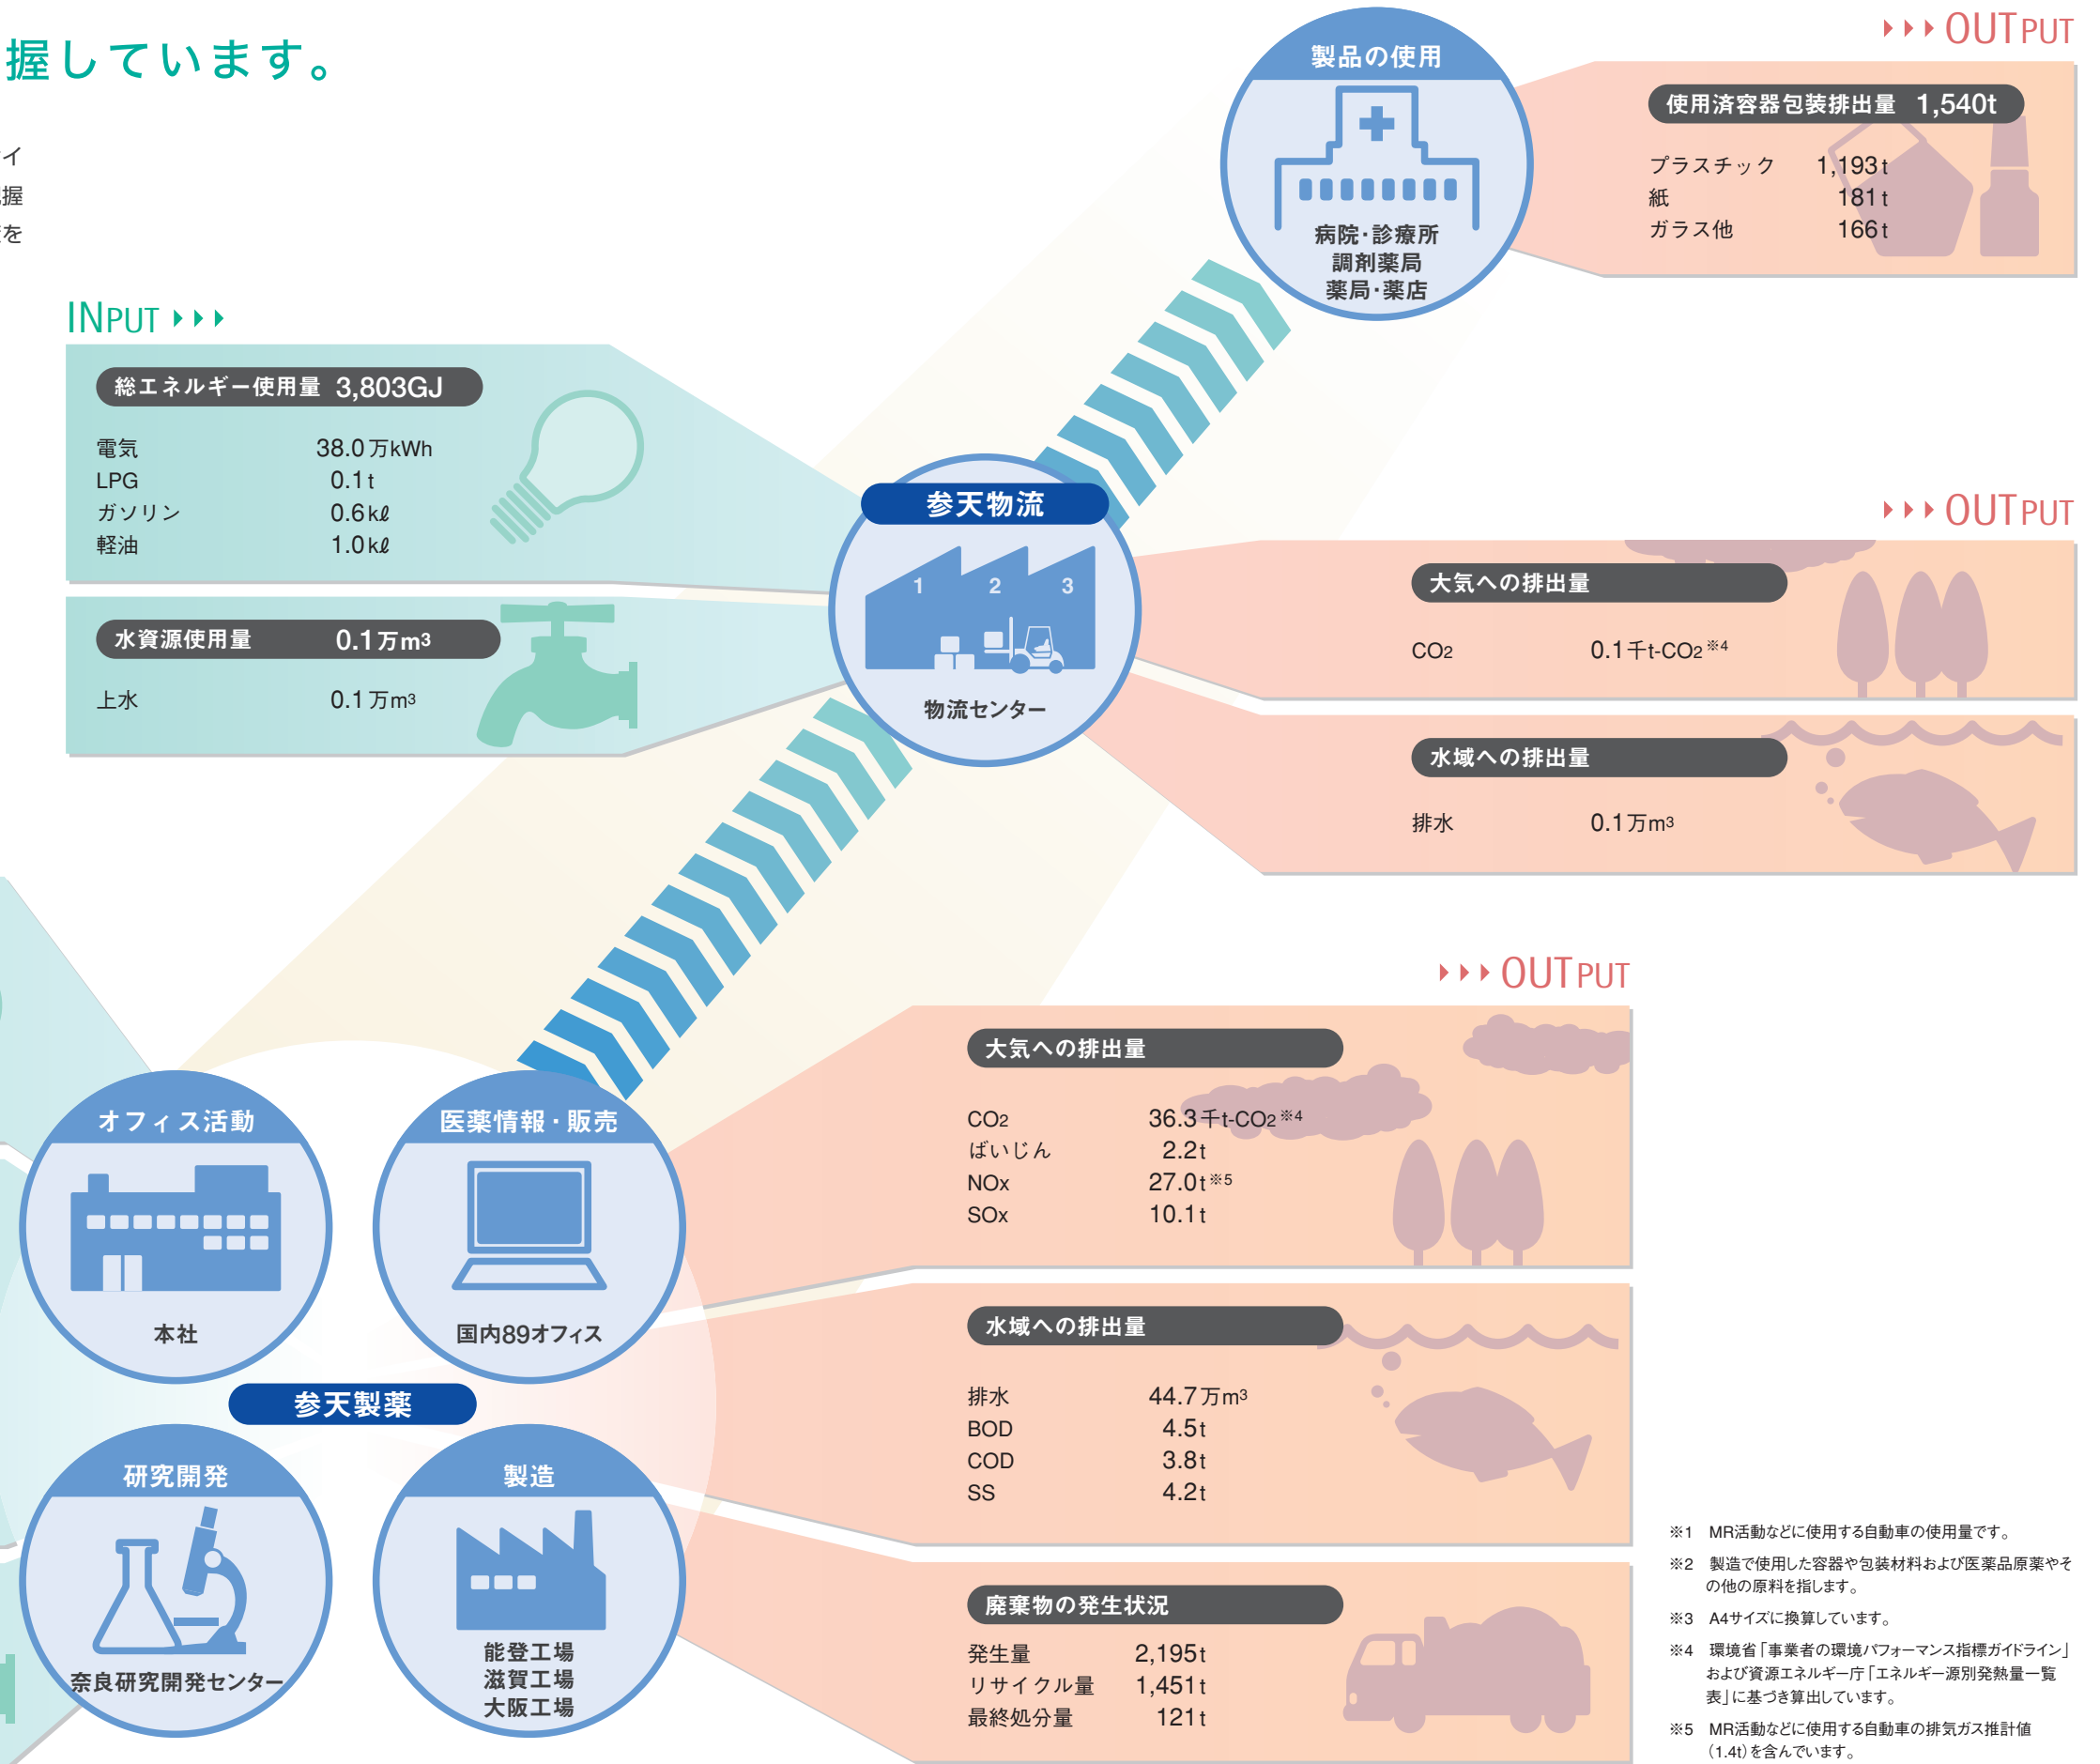 握しています。
イ
握
を
INPUT
総エネルギー使用量 3,803GJ
電気 38.0万kWh
LPG 0.1t
ガソリン 0.6kℓ
軽油 1.0kℓ
水資源使用量 0.1万m3
上水 0.1万m3
製品の使用
病院・診療所
調剤薬局
薬局・薬店
OUTPUT
使用済容器包装排出量 1,540t
プラスチック 1,193t
紙 181t
ガラス他 166t
参天物流
1 2 3
物流センター
OUTPUT
大気への排出量
CO2 0.1千t-CO2※4
水域への排出量
排水 0.1万m3
オフィス活動
本社
医薬情報・販売
国内89オフィス
参天製薬
研究開発
奈良研究開発センター
製造
能登工場
滋賀工場
大阪工場
OUTPUT
大気への排出量
CO2 36.3千t-CO2※4
ばいじん 2.2t
NOx 27.0t※5
SOx 10.1t
水域への排出量
排水 44.7万m3
BOD 4.5t
COD 3.8t
SS 4.2t
廃棄物の発生状況
発生量 2,195t
リサイクル量 1,451t
最終処分量 121t
※1 MR活動などに使用する自動車の使用量です。
※2 製造で使用した容器や包装材料および医薬品原薬やそ
の他の原料を指します。
※3 A4サイズに換算しています。
※4 環境省「事業者の環境パフォーマンス指標ガイドライン」
および資源エネルギー庁「エネルギー源別発熱量一覧
表」に基づき算出しています。
※5 MR活動などに使用する自動車の排気ガス推計値
（1.4t）を含んでいます。